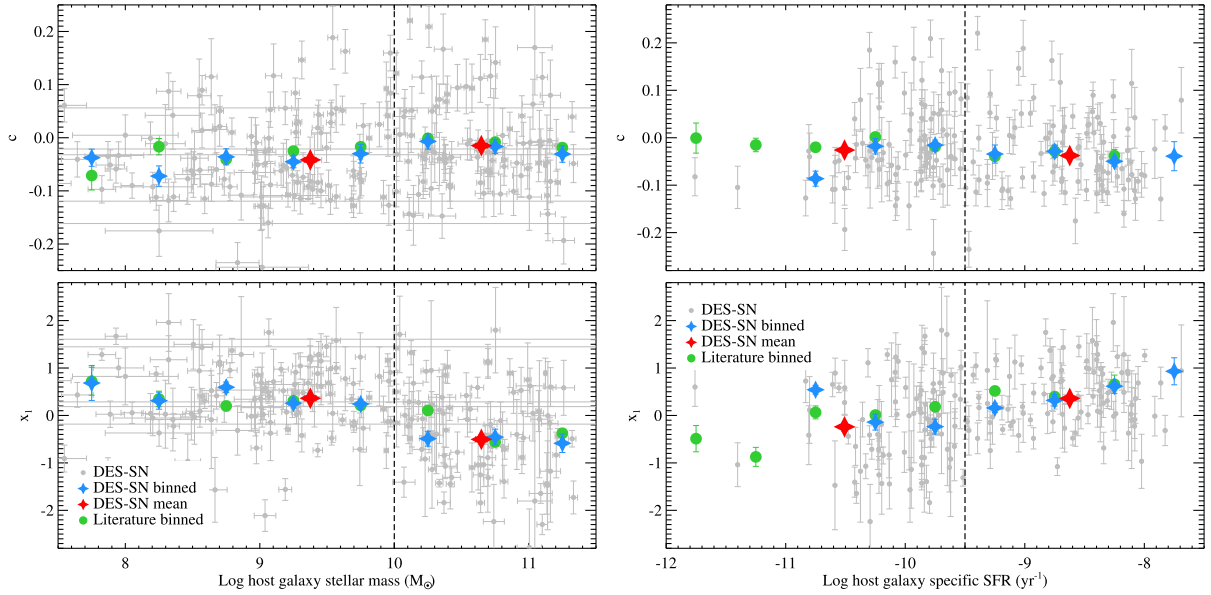 0.2
0.1
0.0
-0.1
-0.2
c
2
1
0
-1
-2
x1
DES-SN
DES-SN binned
DES-SN mean
Literature binned
8
9
10
11
Log host galaxy stellar mass (M⊙)
0.2
0.1
0.0
-0.1
-0.2
c
2
1
0
-1
-2
x1
DES-SN
DES-SN binned
DES-SN mean
Literature binned
-12
-11
-10
-9
-8
Log host galaxy specific SFR (yr⁻¹)